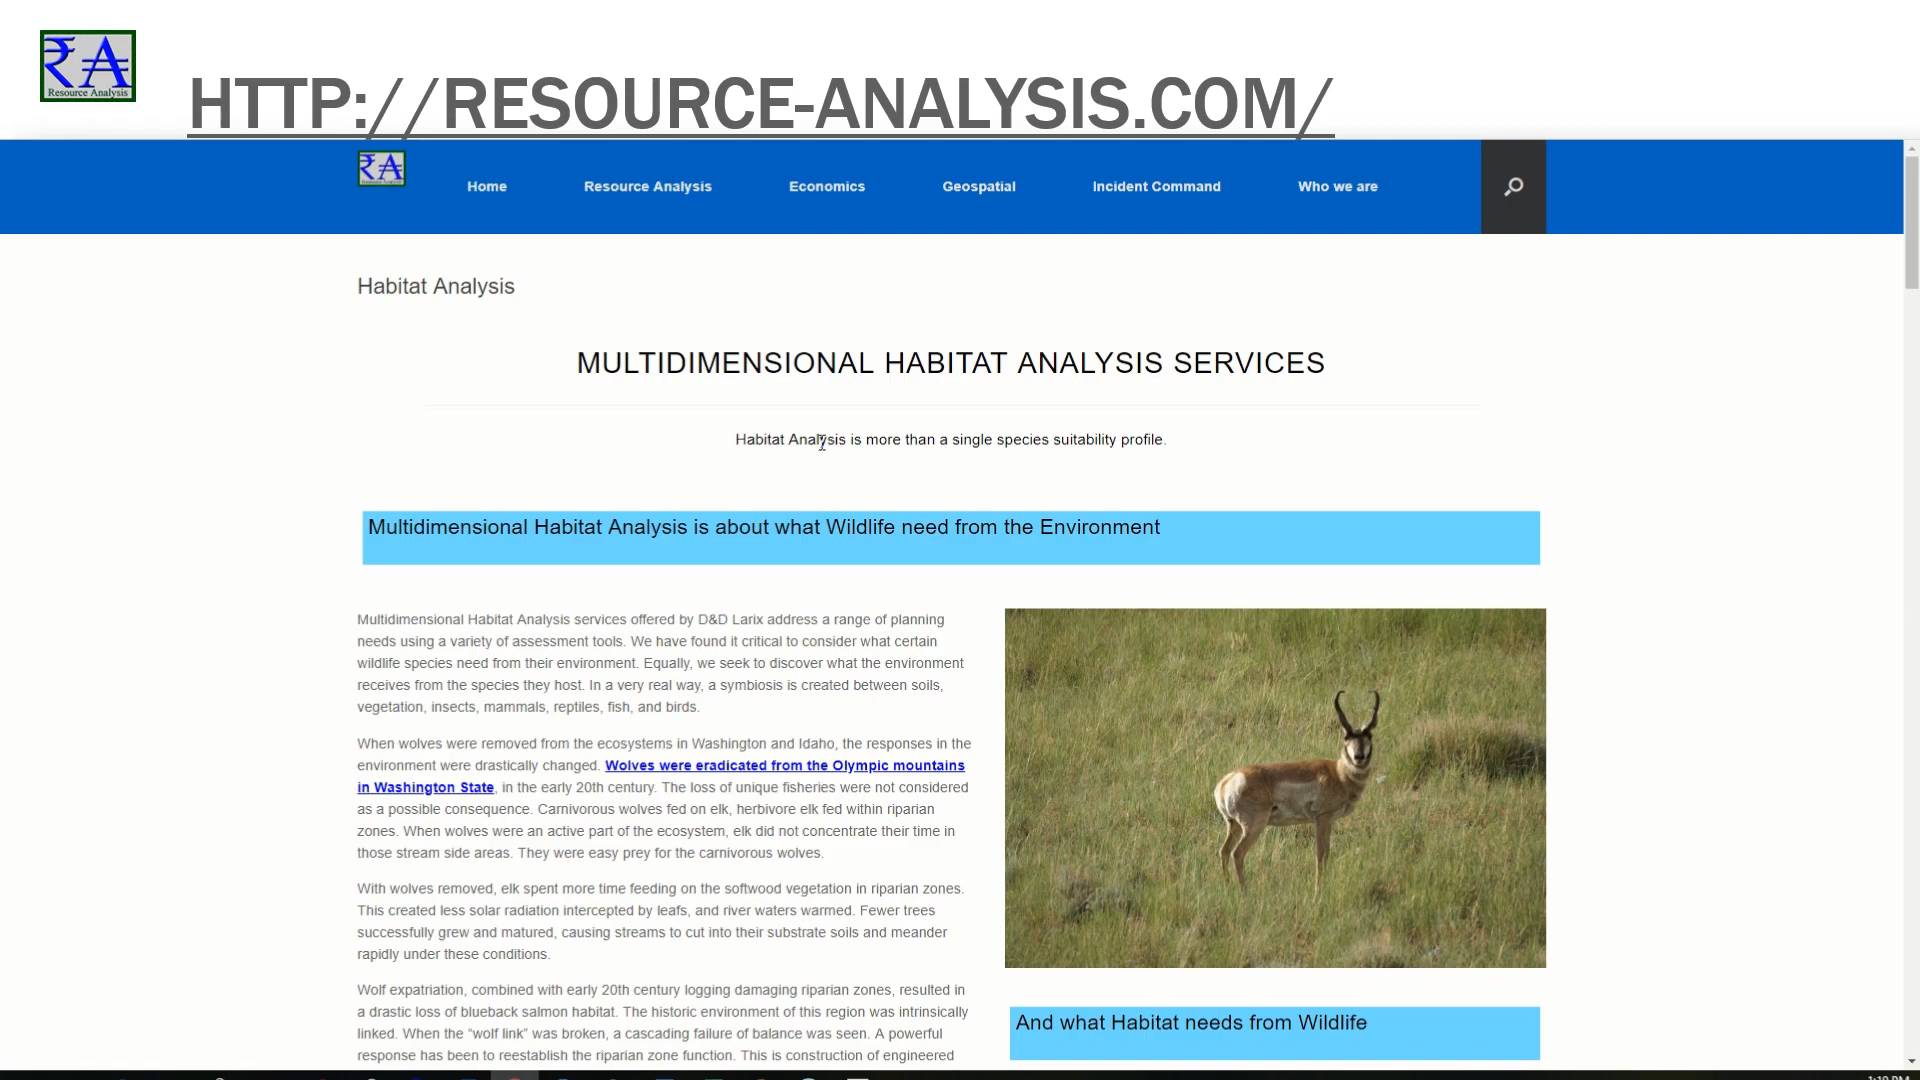 ₹A
Resource Analysis
HTTP://RESOURCE-ANALYSIS.COM/
₹A
Home Resource Analysis Economics Geospatial Incident Command Who we are
Habitat Analysis
MULTIDIMENSIONAL HABITAT ANALYSIS SERVICES
Habitat Analysis is more than a single species suitability profile.
Multidimensional Habitat Analysis is about what Wildlife need from the Environment
Multidimensional Habitat Analysis services offered by D&D Larix address a range of planning
needs using a variety of assessment tools. We have found it critical to consider what certain
wildlife species need from their environment. Equally, we seek to discover what the environment
receives from the species they host. In a very real way, a symbiosis is created between soils,
vegetation, insects, mammals, reptiles, fish, and birds.
When wolves were removed from the ecosystems in Washington and Idaho, the responses in the
environment were drastically changed. Wolves were eradicated from the Olympic mountains
in Washington State, in the early 20th century. The loss of unique fisheries were not considered
as a possible consequence. Carnivorous wolves fed on elk, herbivore elk fed within riparian
zones. When wolves were an active part of the ecosystem, elk did not concentrate their time in
those stream side areas. They were easy prey for the carnivorous wolves.
With wolves removed, elk spent more time feeding on the softwood vegetation in riparian zones.
This created less solar radiation intercepted by leafs, and river waters warmed. Fewer trees
successfully grew and matured, causing streams to cut into their substrate soils and meander
rapidly under these conditions.
Wolf expatriation, combined with early 20th century logging damaging riparian zones, resulted in
a drastic loss of blueback salmon habitat. The historic environment of this region was intrinsically
linked. When the “wolf link” was broken, a cascading failure of balance was seen. A powerful
response has been to reestablish the riparian zone function. This is construction of engineered
And what Habitat needs from Wildlife